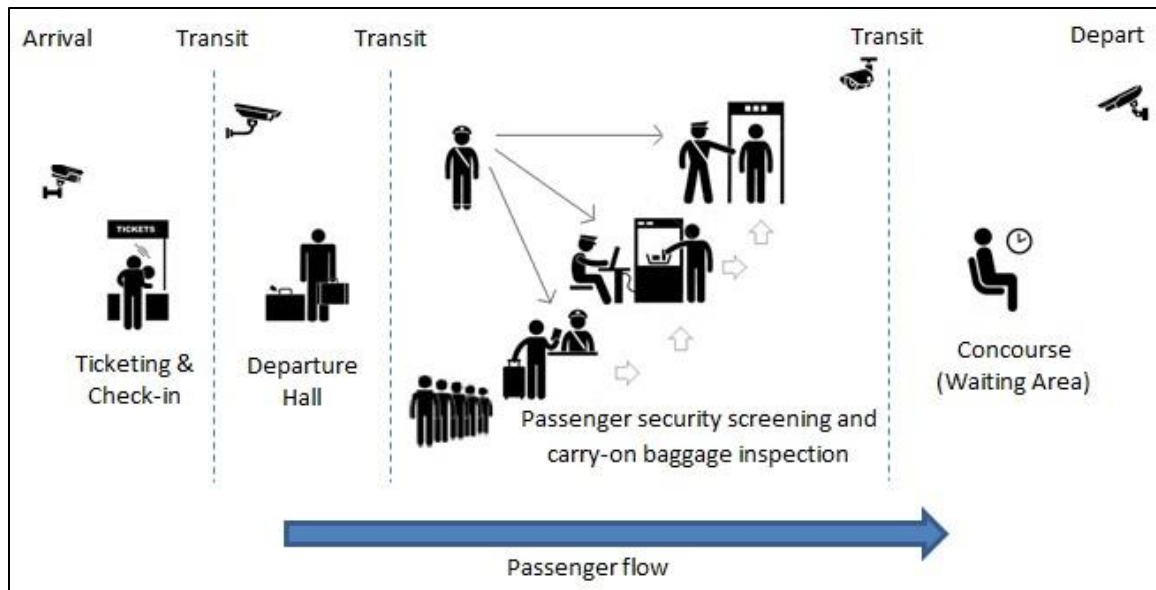 Arrival
Transit
Transit
Transit
Depart
TICKETS
Ticketing &
Check-in
Departure
Hall
Passenger security screening and
carry-on baggage inspection
Concourse
(Waiting Area)
Passenger flow